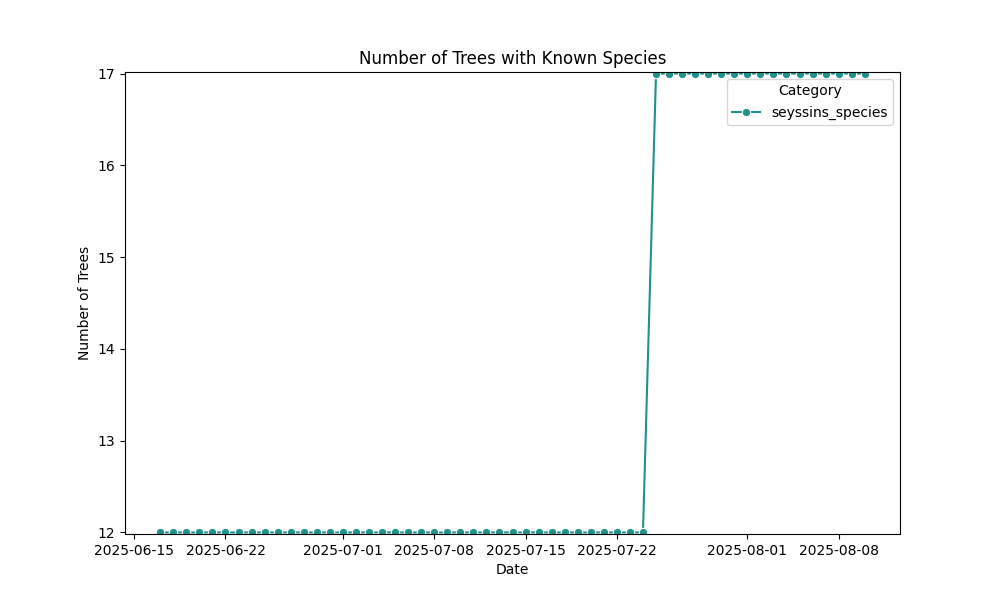 Number of Trees with Known Species
Category
seyssins_species
17
16
15
14
13
12
Number of Trees
2025-06-15 2025-06-22 2025-07-01 2025-07-08 2025-07-15 2025-07-22 2025-08-01 2025-08-08
Date